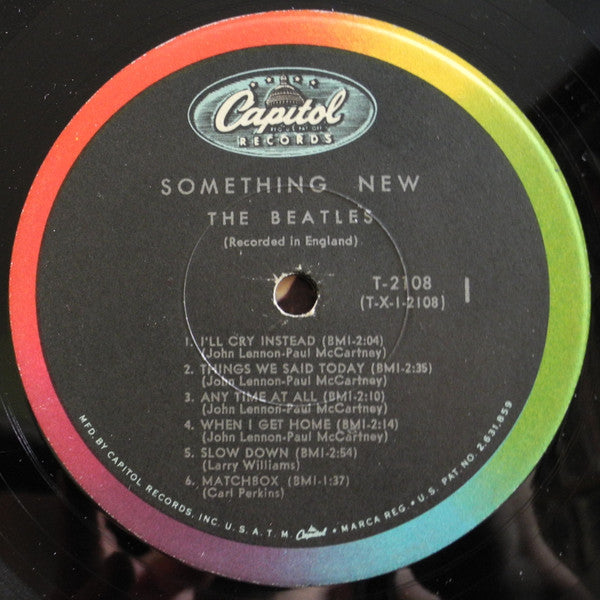 Capitol
REG. U.S. PAT. OFF.
RECORDS
SOMETHING NEW
THE BEATLES
(Recorded in England)
T-2108
(T-X-1-2108)
1
1. I'LL CRY INSTEAD (BMI-2:04)
(John Lennon-Paul McCartney)
2. THINGS WE SAID TODAY (BMI-2:35)
(John Lennon-Paul McCartney)
3. ANY TIME AT ALL (BMI-2:10)
(John Lennon-Paul McCartney)
4. WHEN I GET HOME (BMI-2:14)
(John Lennon-Paul McCartney)
5. SLOW DOWN (BMI-2:54)
(Larry Williams)
6. MATCHBOX (BMI-1:37)
(Carl Perkins)
MFD. BY CAPITOL RECORDS, INC. U.S.A. T.M. Capitol • MARCA REG. • U.S. PAT. NO. 2,631,859